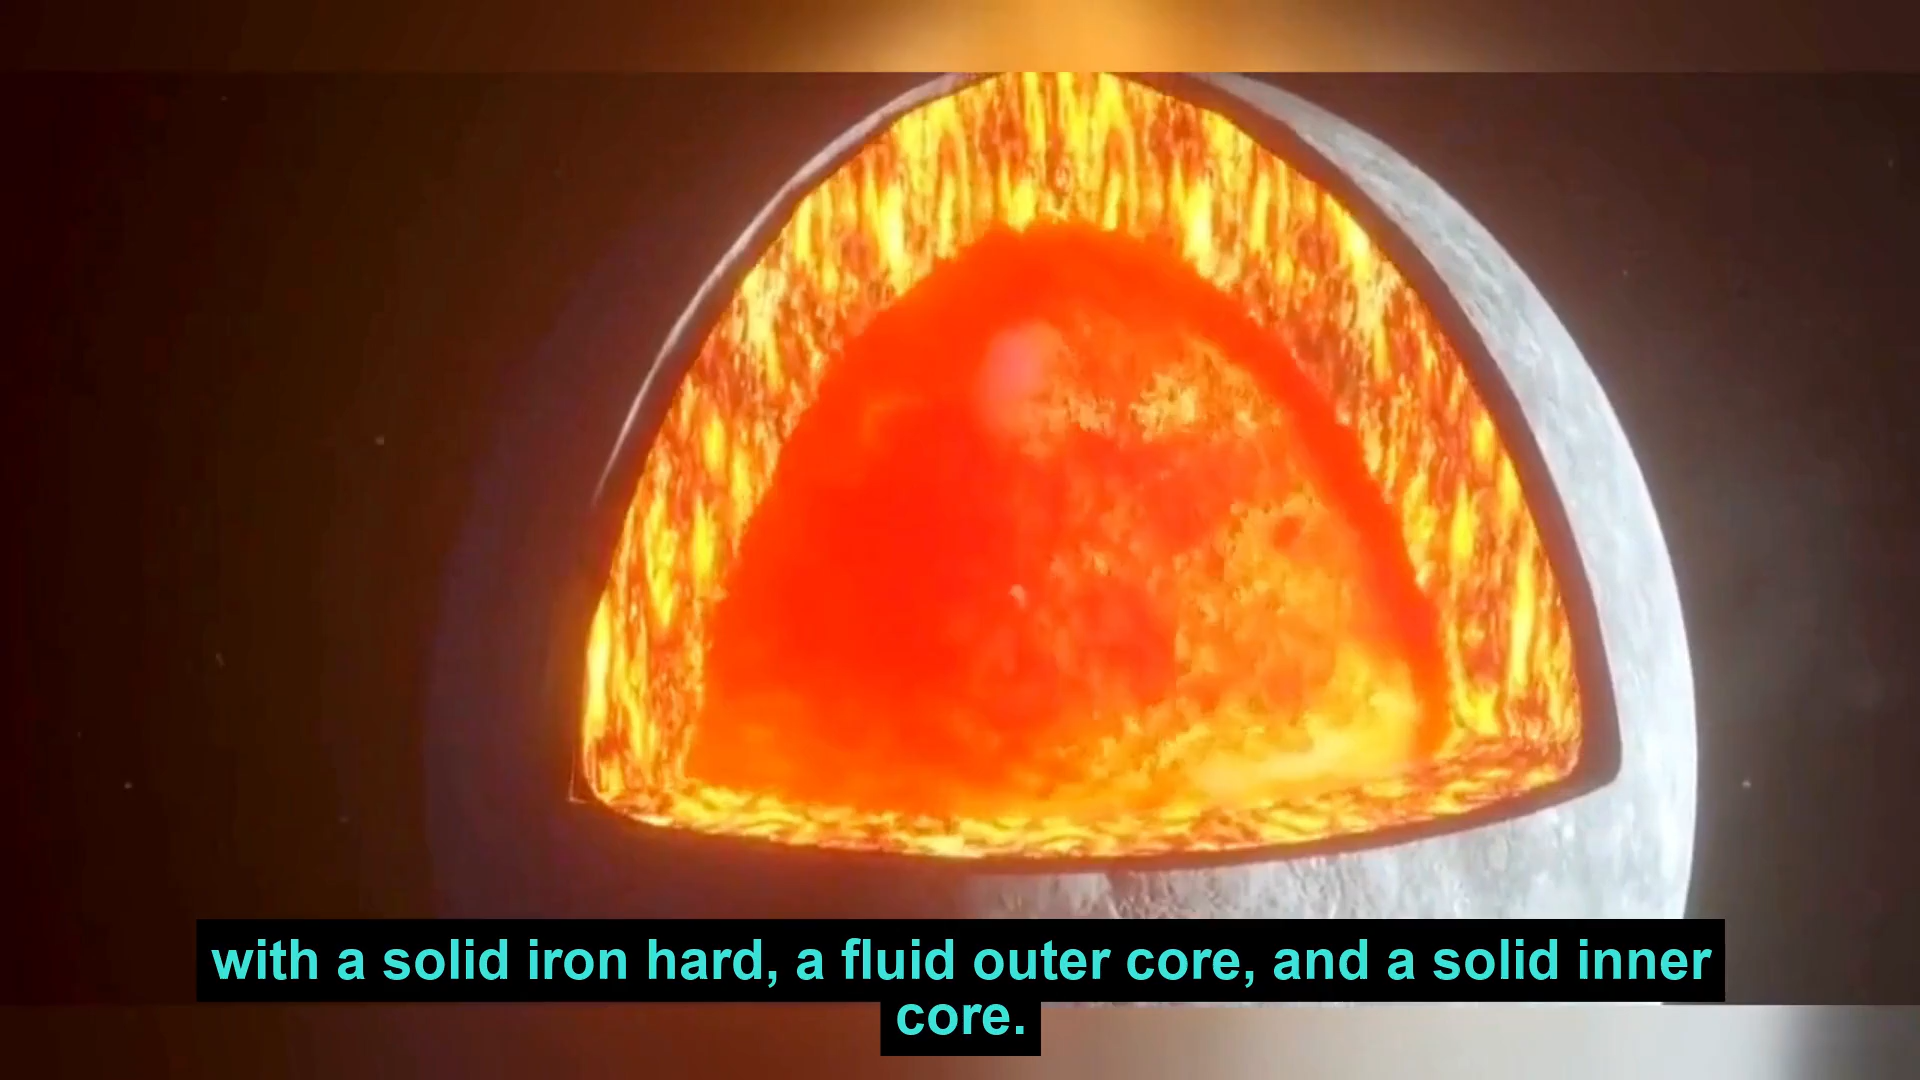 with a solid iron hard, a fluid outer core, and a solid inner
core.